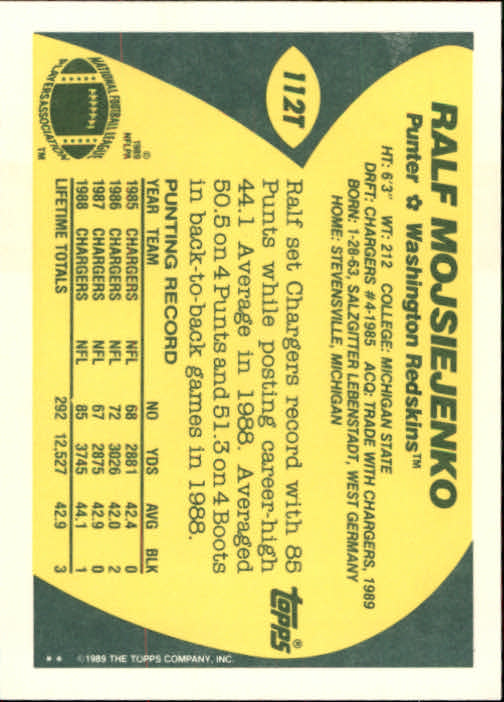 112T
RALF MOJSIEJENKO
Punter ✿ Washington Redskins™
HT: 6'3" WT: 212 COLLEGE: MICHIGAN STATE
DRFT: CHARGERS #4-1985 ACQ: TRADE WITH CHARGERS, 1989
BORN: 1-28-63, SALZGITTER LEBENSTADT, WEST GERMANY
HOME: STEVENSVILLE, MICHIGAN
Ralf set Chargers record with 85
Punts while posting career-high
44.1 Average in 1988. Averaged
50.5 on 4 Punts and 51.3 on 4 Boots
in back-to-back games in 1988.
topps®
NATIONAL FOOTBALL LEAGUE
PLAYERS ASSOCIATION
™
©
1989
NFLPA
PUNTING RECORD
YEAR TEAM NO YDS AVG BLK
1985 CHARGERS NFL 68 2881 42.4 0
1986 CHARGERS NFL 72 3026 42.0 2
1987 CHARGERS NFL 67 2875 42.9 0
1988 CHARGERS NFL 85 3745 44.1 1
LIFETIME TOTALS 292 12,527 42.9 3
** ©1989 THE TOPPS COMPANY, INC.